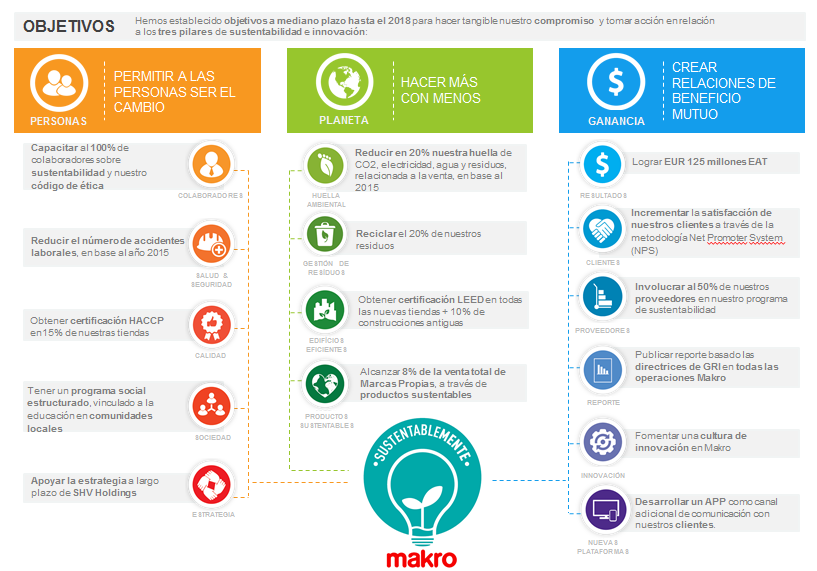 OBJETIVOS
Hemos establecido objetivos a mediano plazo hasta el 2018 para hacer tangible nuestro compromiso y tomar acción en relación
a los tres pilares de sustentabilidad e innovación:
PERSONAS
PERMITIR A LAS
PERSONAS SER EL
CAMBIO
Capacitar al 100% de
colaboradores sobre
sustentabilidad y nuestro
código de ética
COLABORADORES
Reducir el número de accidentes
laborales, en base al año 2015
SALUD &
SEGURIDAD
Obtener certificación HACCP
en 15% de nuestras tiendas
CALIDAD
Tener un programa social
estructurado, vinculado a la
educación en comunidades
locales
SOCIEDAD
Apoyar la estrategia a largo
plazo de SHV Holdings
ESTRATEGIA
PLANETA
HACER MÁS
CON MENOS
Reducir en 20% nuestra huella de
CO2, electricidad, agua y residuos,
relacionada a la venta, en base al
2015
HUELLA
AMBIENTAL
Reciclar el 20% de nuestros
residuos
GESTIÓN DE
RESIDUOS
Obtener certificación LEED en todas
las nuevas tiendas + 10% de
construcciones antiguas
EDIFICIOS
EFICIENTES
Alcanzar 8% de la venta total de
Marcas Propias, a través de
productos sustentables
PRODUCTOS
SUSTENTABLES
SUSTENTABLEMENTE
makro
GANANCIA
CREAR
RELACIONES DE
BENEFICIO
MUTUO
Lograr EUR 125 millones EAT
RESULTADOS
Incrementar la satisfacción de
nuestros clientes a través de la
metodología Net Promoter System
(NPS)
CLIENTES
Involucrar al 50% de nuestros
proveedores en nuestro programa
de sustentabilidad
PROVEEDORES
Publicar reporte basado las
directrices de GRI en todas las
operaciones Makro
REPORTE
Fomentar una cultura de
innovación en Makro
INNOVACIÓN
Desarrollar un APP como canal
adicional de comunicación con
nuestros clientes.
NUEVAS
PLATAFORMAS